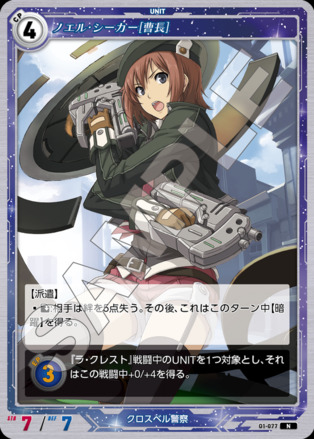 CP
UNIT
4
ノエル・シーカー[曹長]
SAMPLE
【派遣】
相手は絆を5点失う。その後、これはこのターン中【暗
躍】を得る。
3
『ラ・クレスト』戦闘中のUNITを1つ対象とし、それ
はこの戦闘中+0/+4を得る。
ATK 7 / DEF 7
クロスベル警察
01-077 N